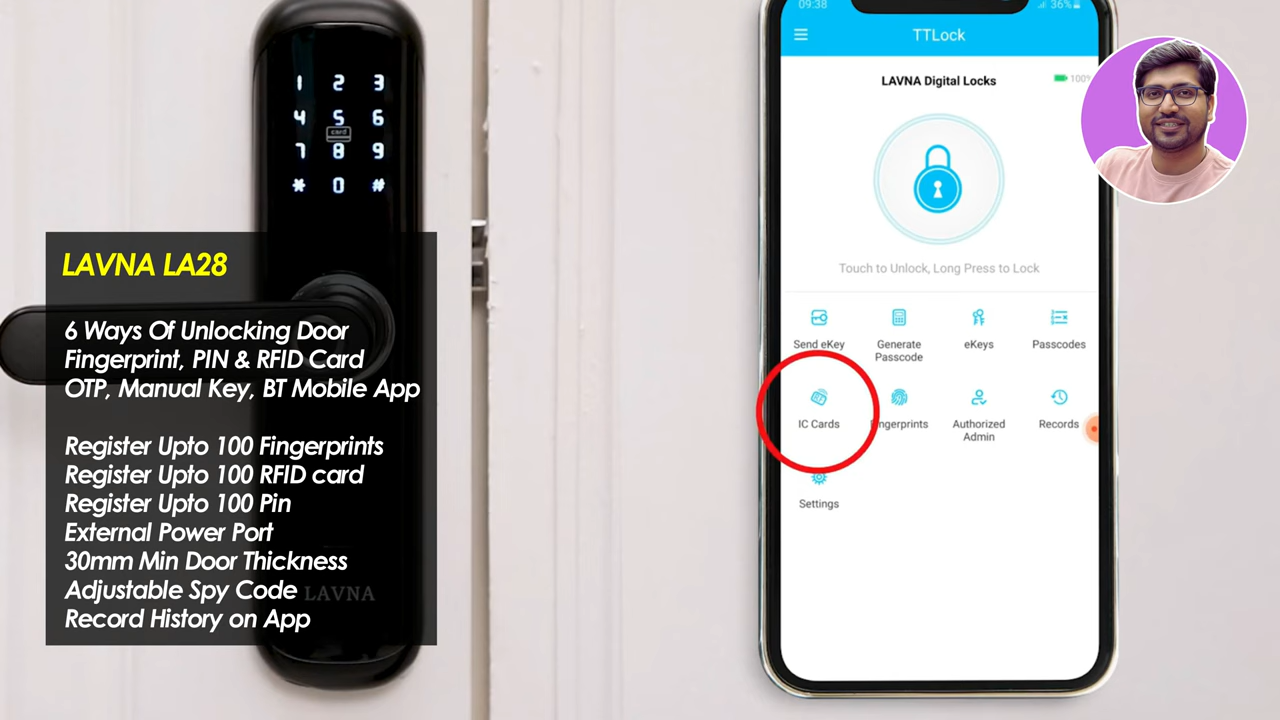 1 2 3
4 5 6
card
7 8 9
* 0 #
LAVNA LA28
6 Ways Of Unlocking Door
Fingerprint, PIN & RFID Card
OTP, Manual Key, BT Mobile App
Register Upto 100 Fingerprints
Register Upto 100 RFID card
Register Upto 100 Pin
External Power Port
30mm Min Door Thickness
Adjustable Spy Code
Record History on App
LAVNA
09:38
36%
TTLock
LAVNA Digital Locks
100%
Touch to Unlock, Long Press to Lock
Send eKey
Generate Passcode
eKeys
Passcodes
IC Cards
Fingerprints
Authorized Admin
Records
Settings